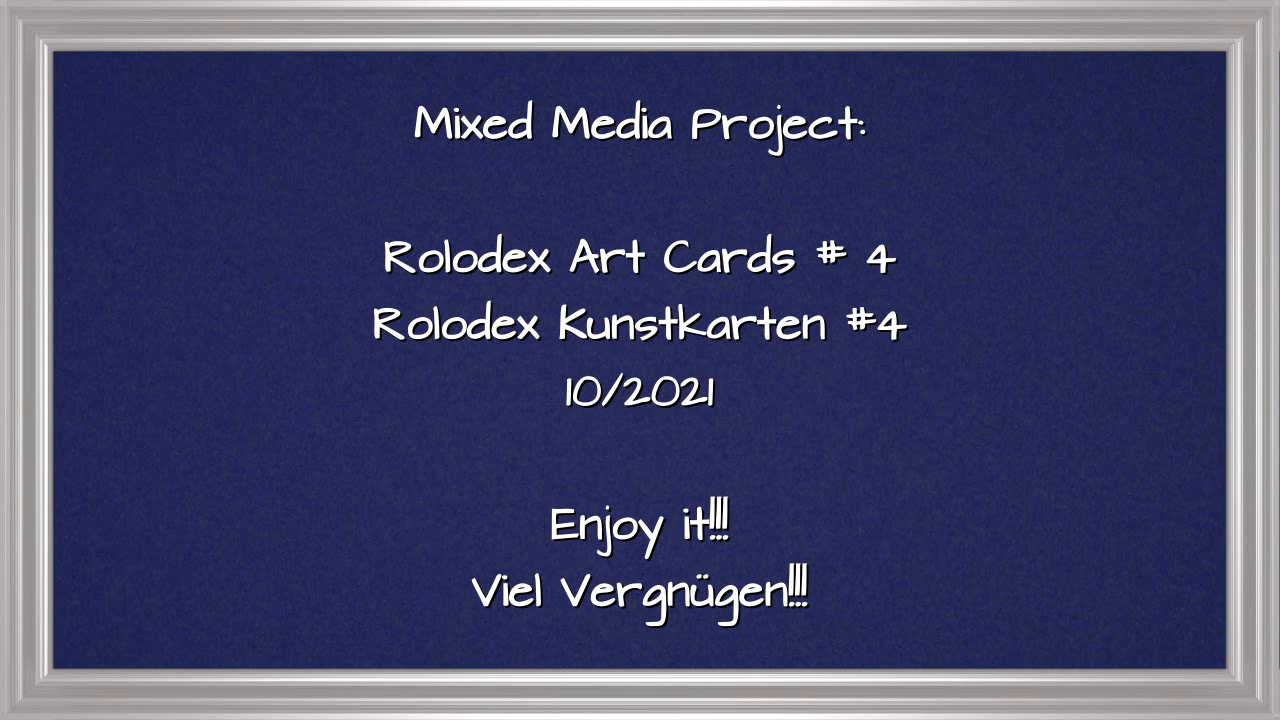 Mixed Media Project:
Rolodex Art Cards # 4
Rolodex Kunstkarten #4
10/2021
Enjoy it!!!
Viel Vergnügen!!!